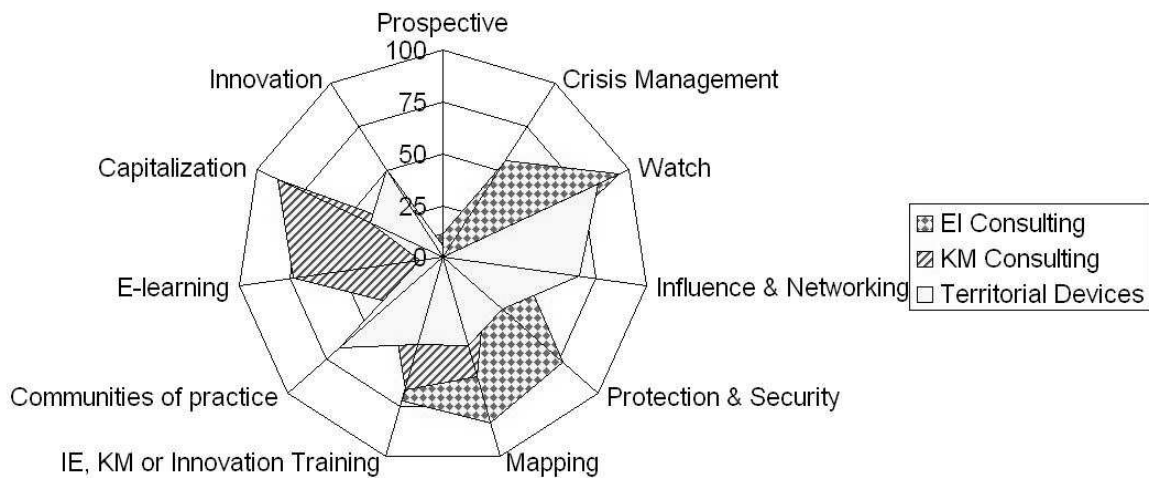 Prospective
100
Innovation
Crisis Management
75
Capitalization
50
Watch
25
EI Consulting
0
KM Consulting
E-learning
Influence & Networking
Territorial Devices
Communities of practice
Protection & Security
IE, KM or Innovation Training
Mapping